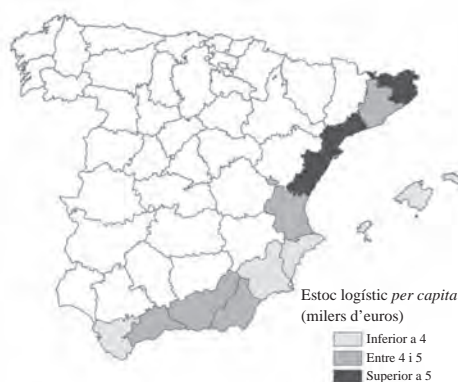 Estoc logístic per capita
(milers d'euros)
Inferior a 4
Entre 4 i 5
Superior a 5